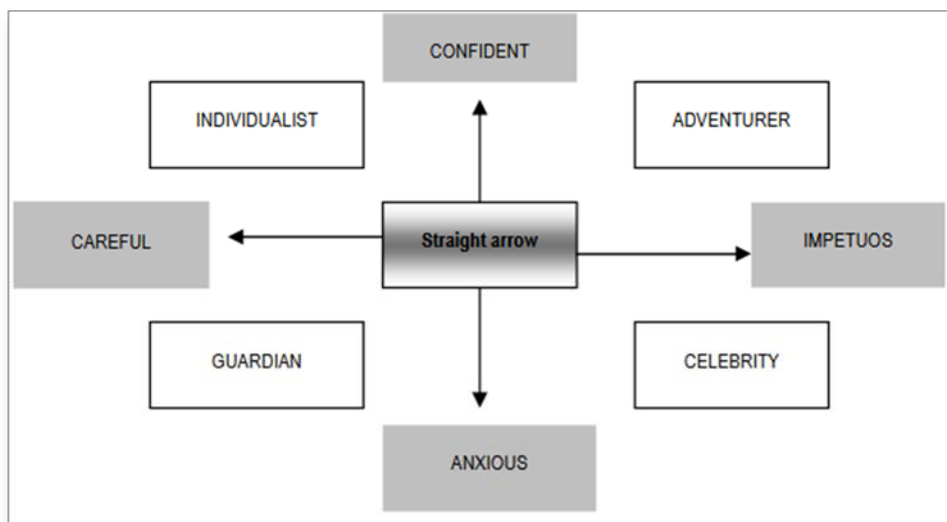 CONFIDENT
INDIVIDUALIST
ADVENTURER
CAREFUL
Straight arrow
IMPETUOS
GUARDIAN
CELEBRITY
ANXIOUS